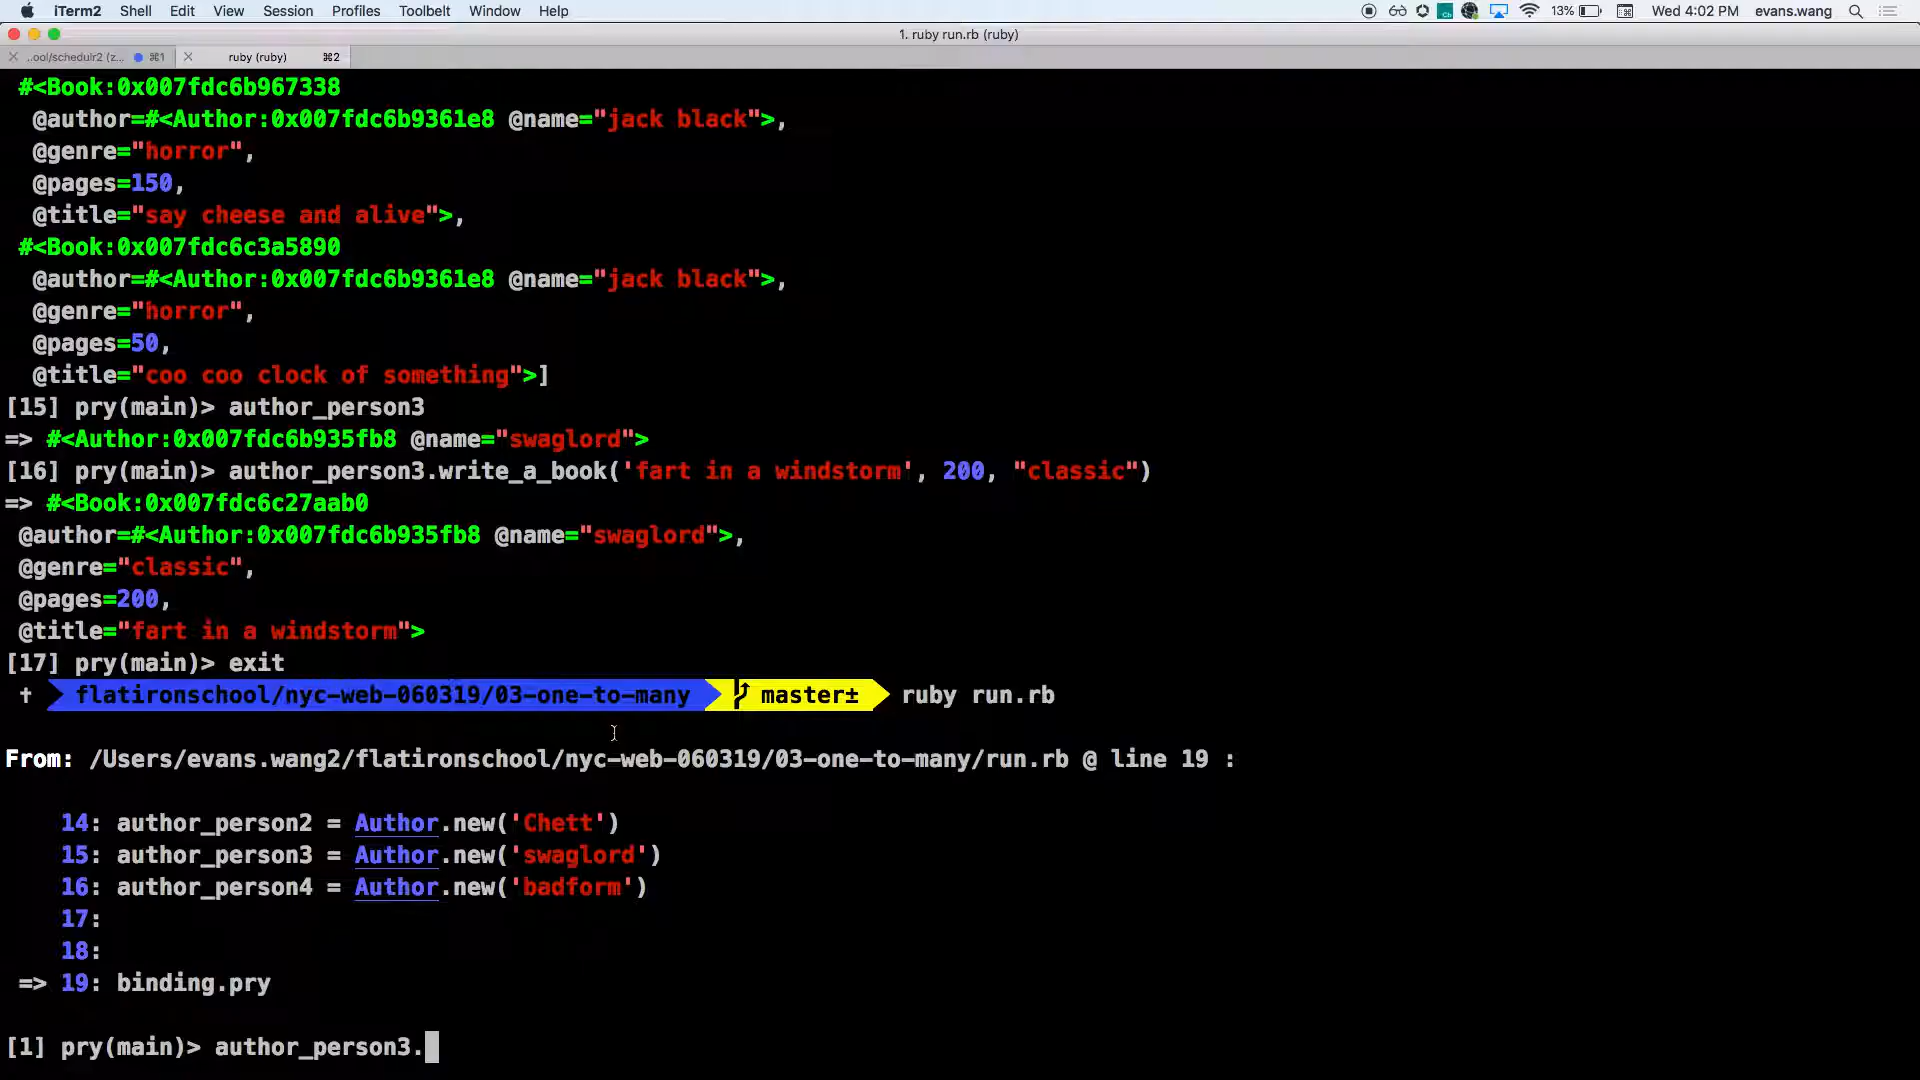 iTerm2 Shell Edit View Session Profiles Toolbelt Window Help 13% Wed 4:02 PM evans.wang
1. ruby run.rb (ruby)
..ool/schedulr2 (z... ⌘1 ruby (ruby) ⌘2
#<Book:0x007fdc6b967338
@author=#<Author:0x007fdc6b9361e8 @name="jack black">,
@genre="horror",
@pages=150,
@title="say cheese and alive">,
#<Book:0x007fdc6c3a5890
@author=#<Author:0x007fdc6b9361e8 @name="jack black">,
@genre="horror",
@pages=50,
@title="coo coo clock of something">]
[15] pry(main)> author_person3
=> #<Author:0x007fdc6b935fb8 @name="swaglord">
[16] pry(main)> author_person3.write_a_book('fart in a windstorm', 200, "classic")
=> #<Book:0x007fdc6c27aab0
@author=#<Author:0x007fdc6b935fb8 @name="swaglord">,
@genre="classic",
@pages=200,
@title="fart in a windstorm">
[17] pry(main)> exit
† flatironschool/nyc-web-060319/03-one-to-many master± ruby run.rb
From: /Users/evans.wang2/flatironschool/nyc-web-060319/03-one-to-many/run.rb @ line 19 :
14: author_person2 = Author.new('Chett')
15: author_person3 = Author.new('swaglord')
16: author_person4 = Author.new('badform')
17:
18:
=> 19: binding.pry
[1] pry(main)> author_person3.